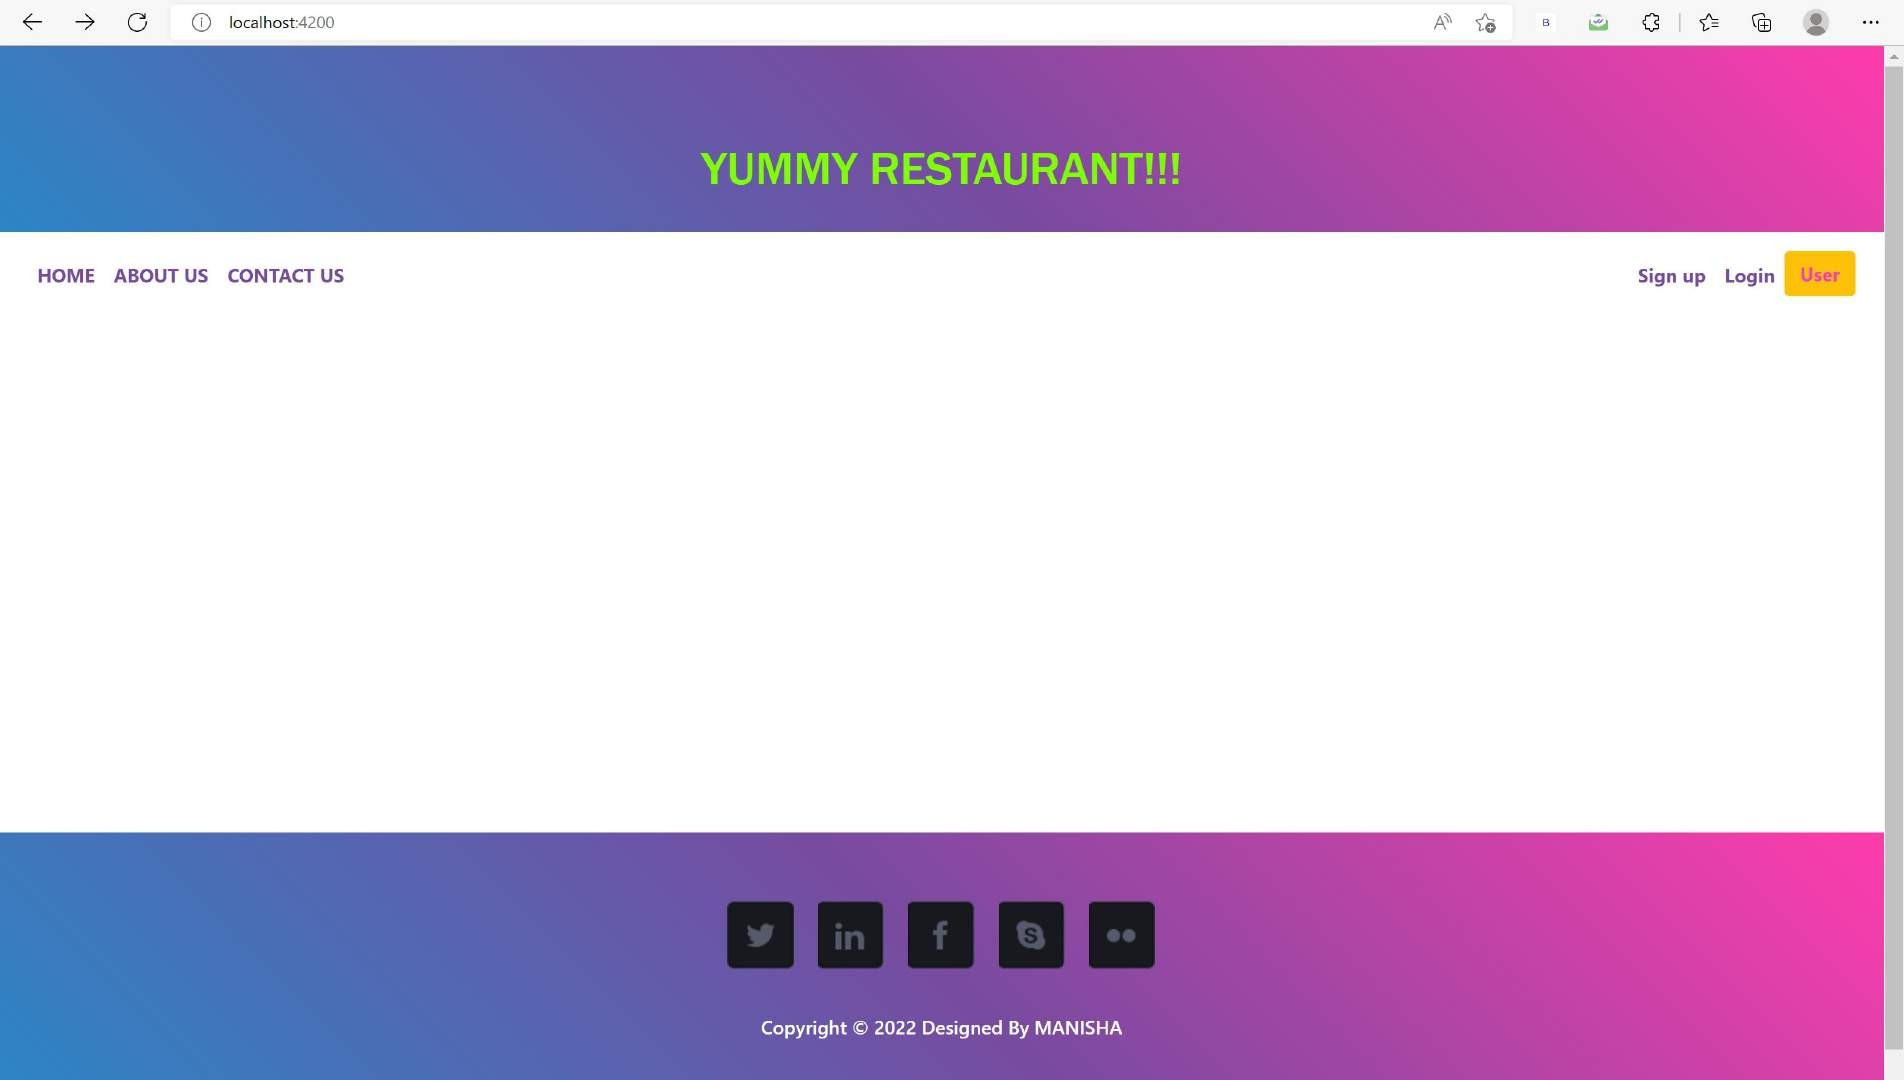 localhost:4200
B
YUMMY RESTAURANT!!!
HOME ABOUT US CONTACT US Sign up Login User
Copyright © 2022 Designed By MANISHA